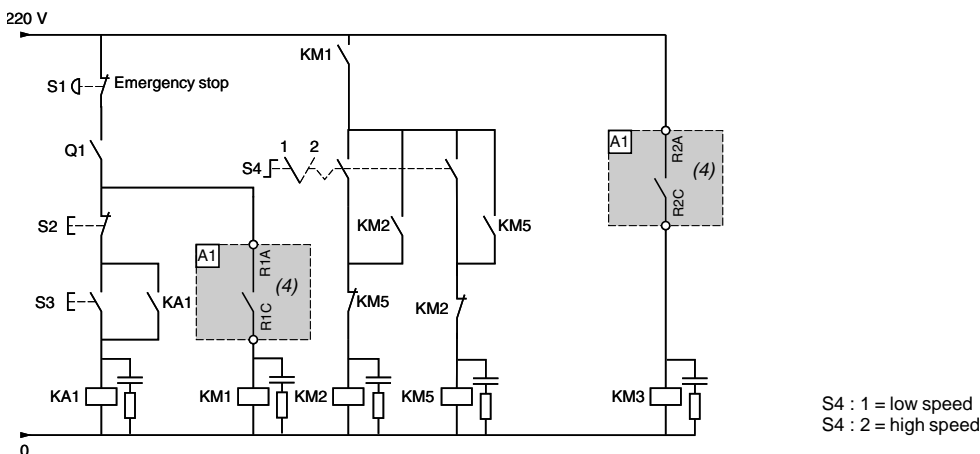 220 V
KM1
S1
Emergency stop
A1
R2A
1
2
Q1
S4
(4)
R2C
S2
KM2
KM5
A1
R1A
(4)
S3
KA1
R1C
KM5
KM2
KA1
KM1
KM2
KM5
KM3
S4 : 1 = low speed
S4 : 2 = high speed
0